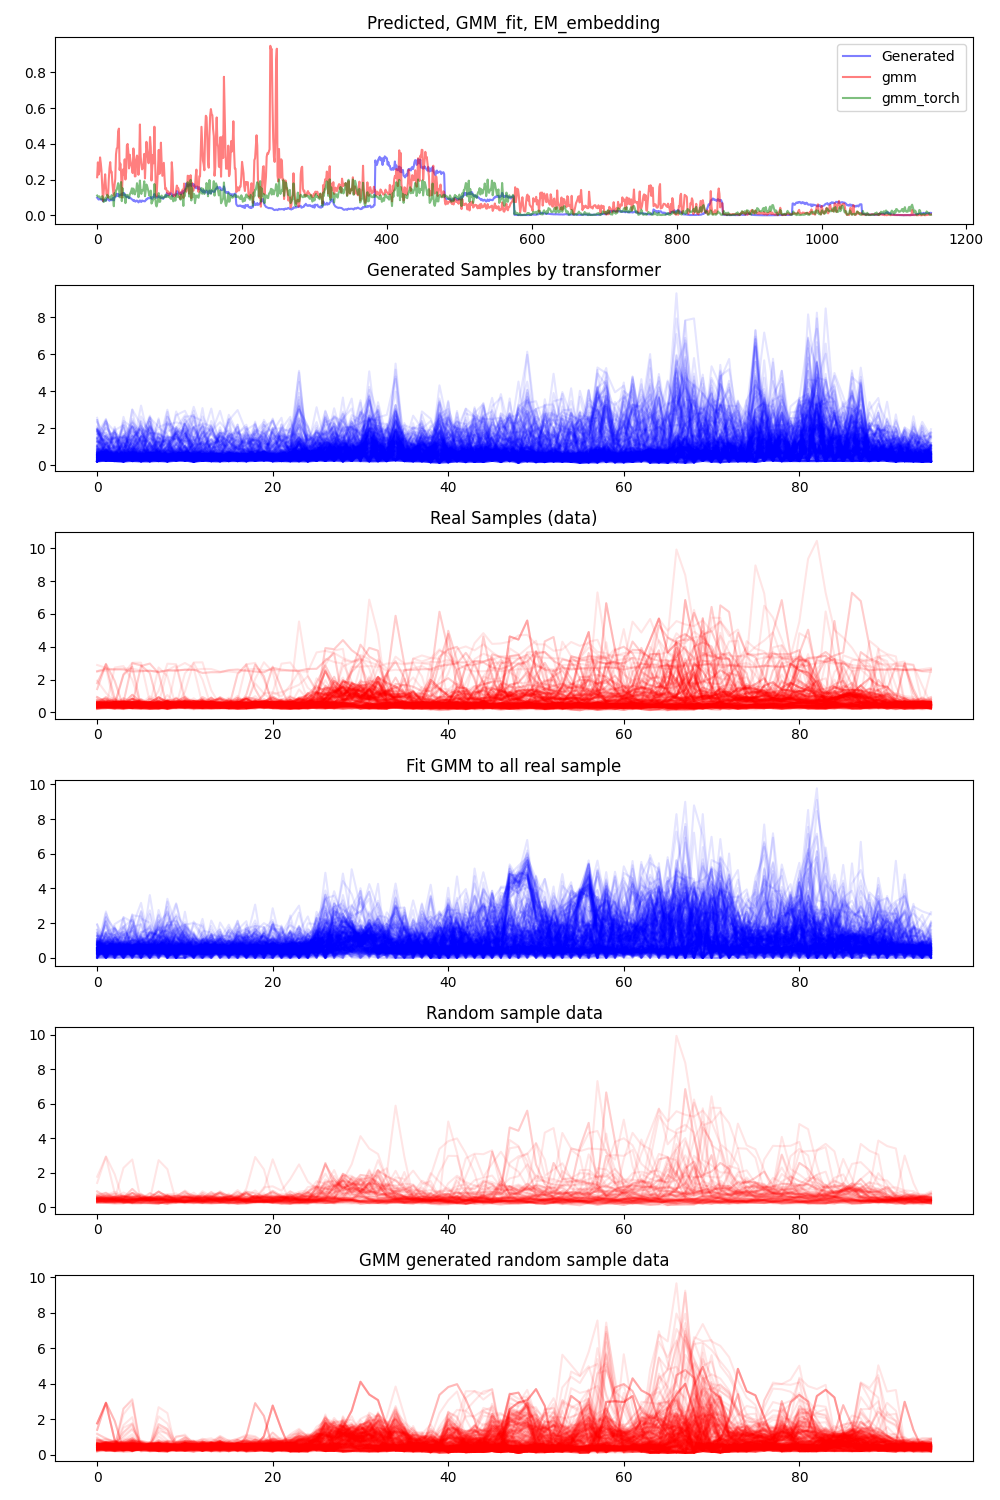 Predicted, GMM_fit, EM_embedding
0.8
0.6
0.4
0.2
0.0
Generated
gmm
gmm_torch
0 200 400 600 800 1000 1200
Generated Samples by transformer
8
6
4
2
0
0 20 40 60 80
Real Samples (data)
10
8
6
4
2
0
0 20 40 60 80
Fit GMM to all real sample
10
8
6
4
2
0
0 20 40 60 80
Random sample data
10
8
6
4
2
0
0 20 40 60 80
GMM generated random sample data
10
8
6
4
2
0
0 20 40 60 80